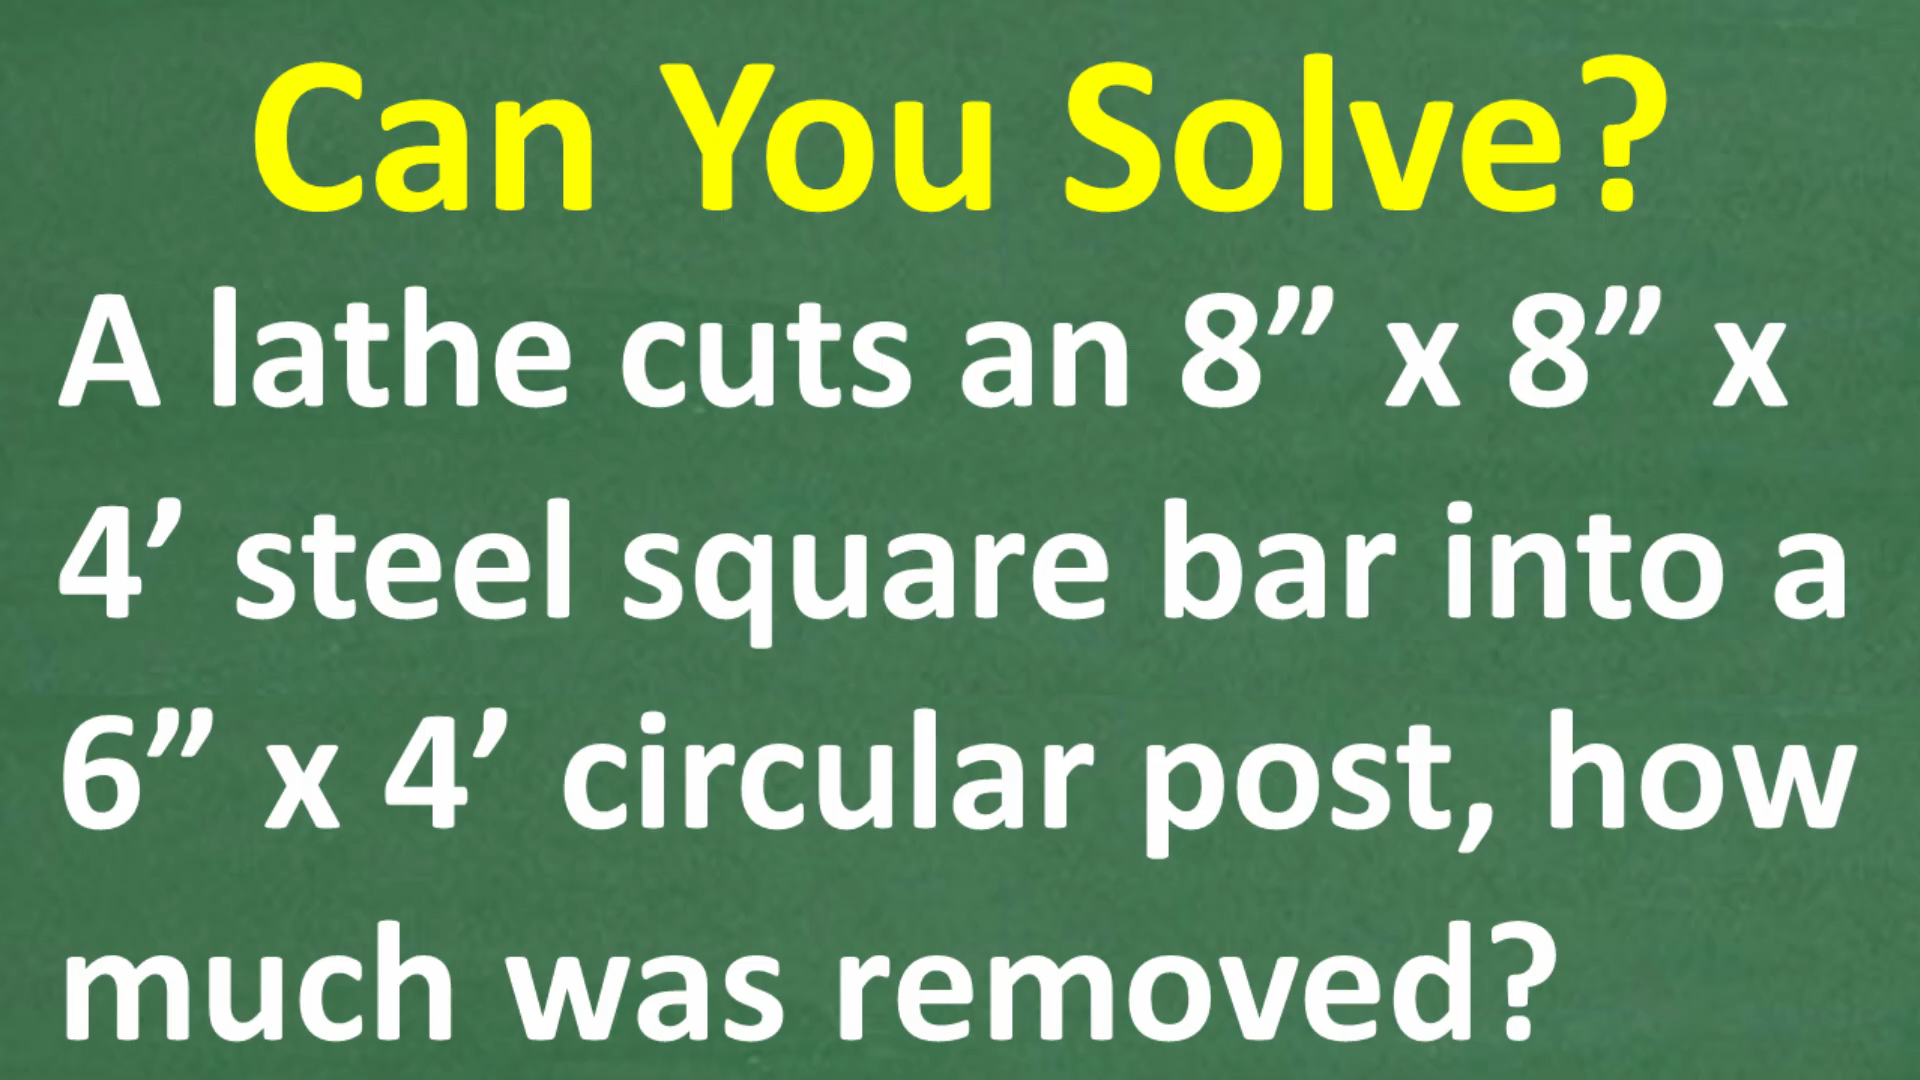 Can You Solve?
A lathe cuts an 8” x 8” x
4’ steel square bar into a
6” x 4’ circular post, how
much was removed?